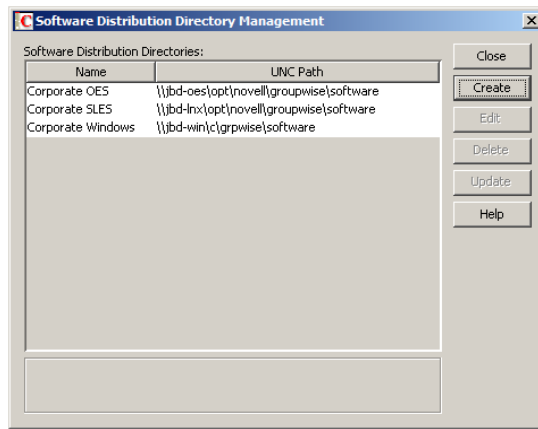 Software Distribution Directory Management
Software Distribution Directories:
Name UNC Path
Corporate OES \\jbd-oes\opt\novell\groupwise\software
Corporate SLES \\jbd-lnx\opt\novell\groupwise\software
Corporate Windows \\jbd-win\c\grpwise\software
Close
Create
Edit
Delete
Update
Help